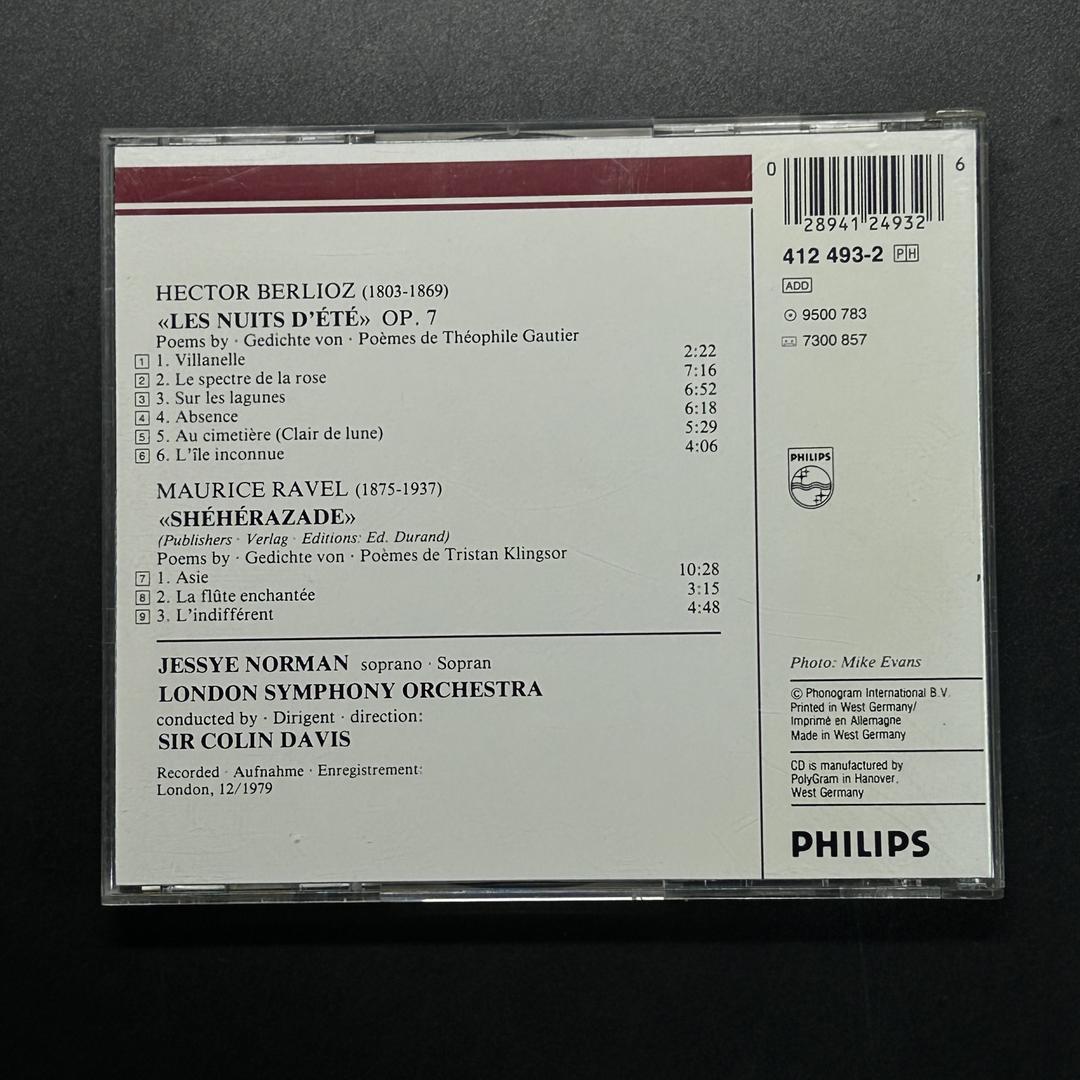 HECTOR BERLIOZ (1803-1869)
«LES NUITS D'ÉTÉ» OP. 7
Poems by · Gedichte von · Poèmes de Théophile Gautier
1 1. Villanelle 2:22
2 2. Le spectre de la rose 7:16
3 3. Sur les lagunes 6:52
4 4. Absence 6:18
5 5. Au cimetière (Clair de lune) 5:29
6 6. L'île inconnue 4:06
MAURICE RAVEL (1875-1937)
«SHÉHÉRAZADE»
(Publishers · Verlag · Editions: Ed. Durand)
Poems by · Gedichte von · Poèmes de Tristan Klingsor
7 1. Asie 10:28
8 2. La flûte enchantée 3:15
9 3. L'indifférent 4:48
JESSYE NORMAN soprano · Sopran
LONDON SYMPHONY ORCHESTRA
conducted by · Dirigent · direction:
SIR COLIN DAVIS
Recorded · Aufnahme · Enregistrement:
London, 12/1979
0 28941 24932 6
412 493-2 PH
ADD
9500 783
7300 857
PHILIPS
Photo: Mike Evans
© Phonogram International B.V.
Printed in West Germany/
Imprimé en Allemagne
Made in West Germany
CD is manufactured by
PolyGram in Hanover,
West Germany
PHILIPS